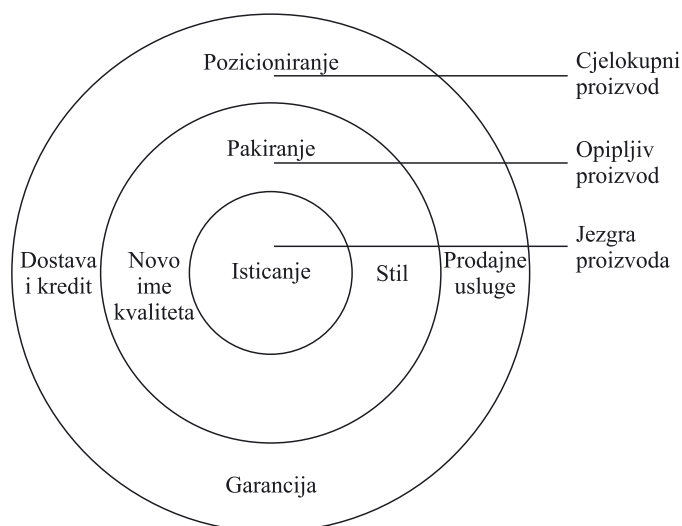 Pozicioniranje
Cjelokupni
proizvod
Pakiranje
Opipljiv
proizvod
Jezgra
proizvoda
Dostava
i kredit
Novo
ime
kvaliteta
Isticanje
Stil
Prodajne
usluge
Garancija